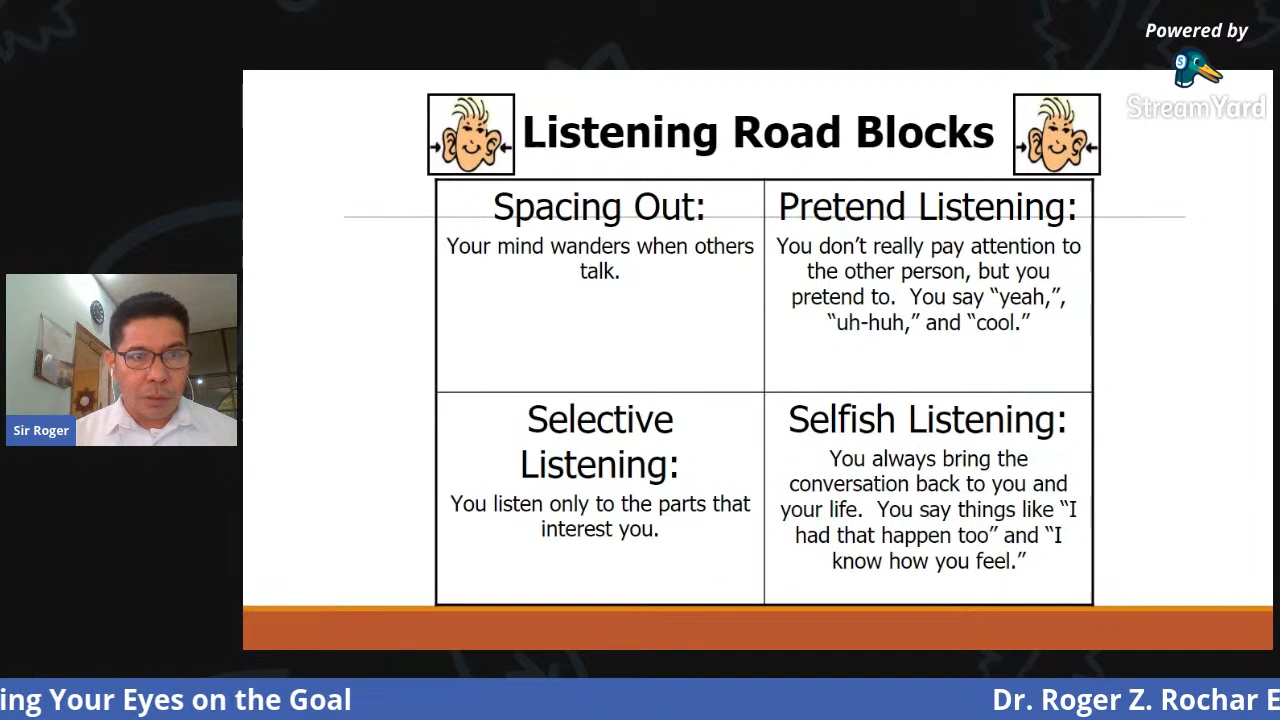 Powered by
S
StreamYard
Listening Road Blocks
Spacing Out:
Your mind wanders when others
talk.
Pretend Listening:
You don’t really pay attention to
the other person, but you
pretend to.  You say “yeah,”,
“uh-huh,” and “cool.”
Selective
Listening:
You listen only to the parts that
interest you.
Selfish Listening:
You always bring the
conversation back to you and
your life.  You say things like “I
had that happen too” and “I
know how you feel.”
Sir Roger
ing Your Eyes on the Goal
Dr. Roger Z. Rochar E